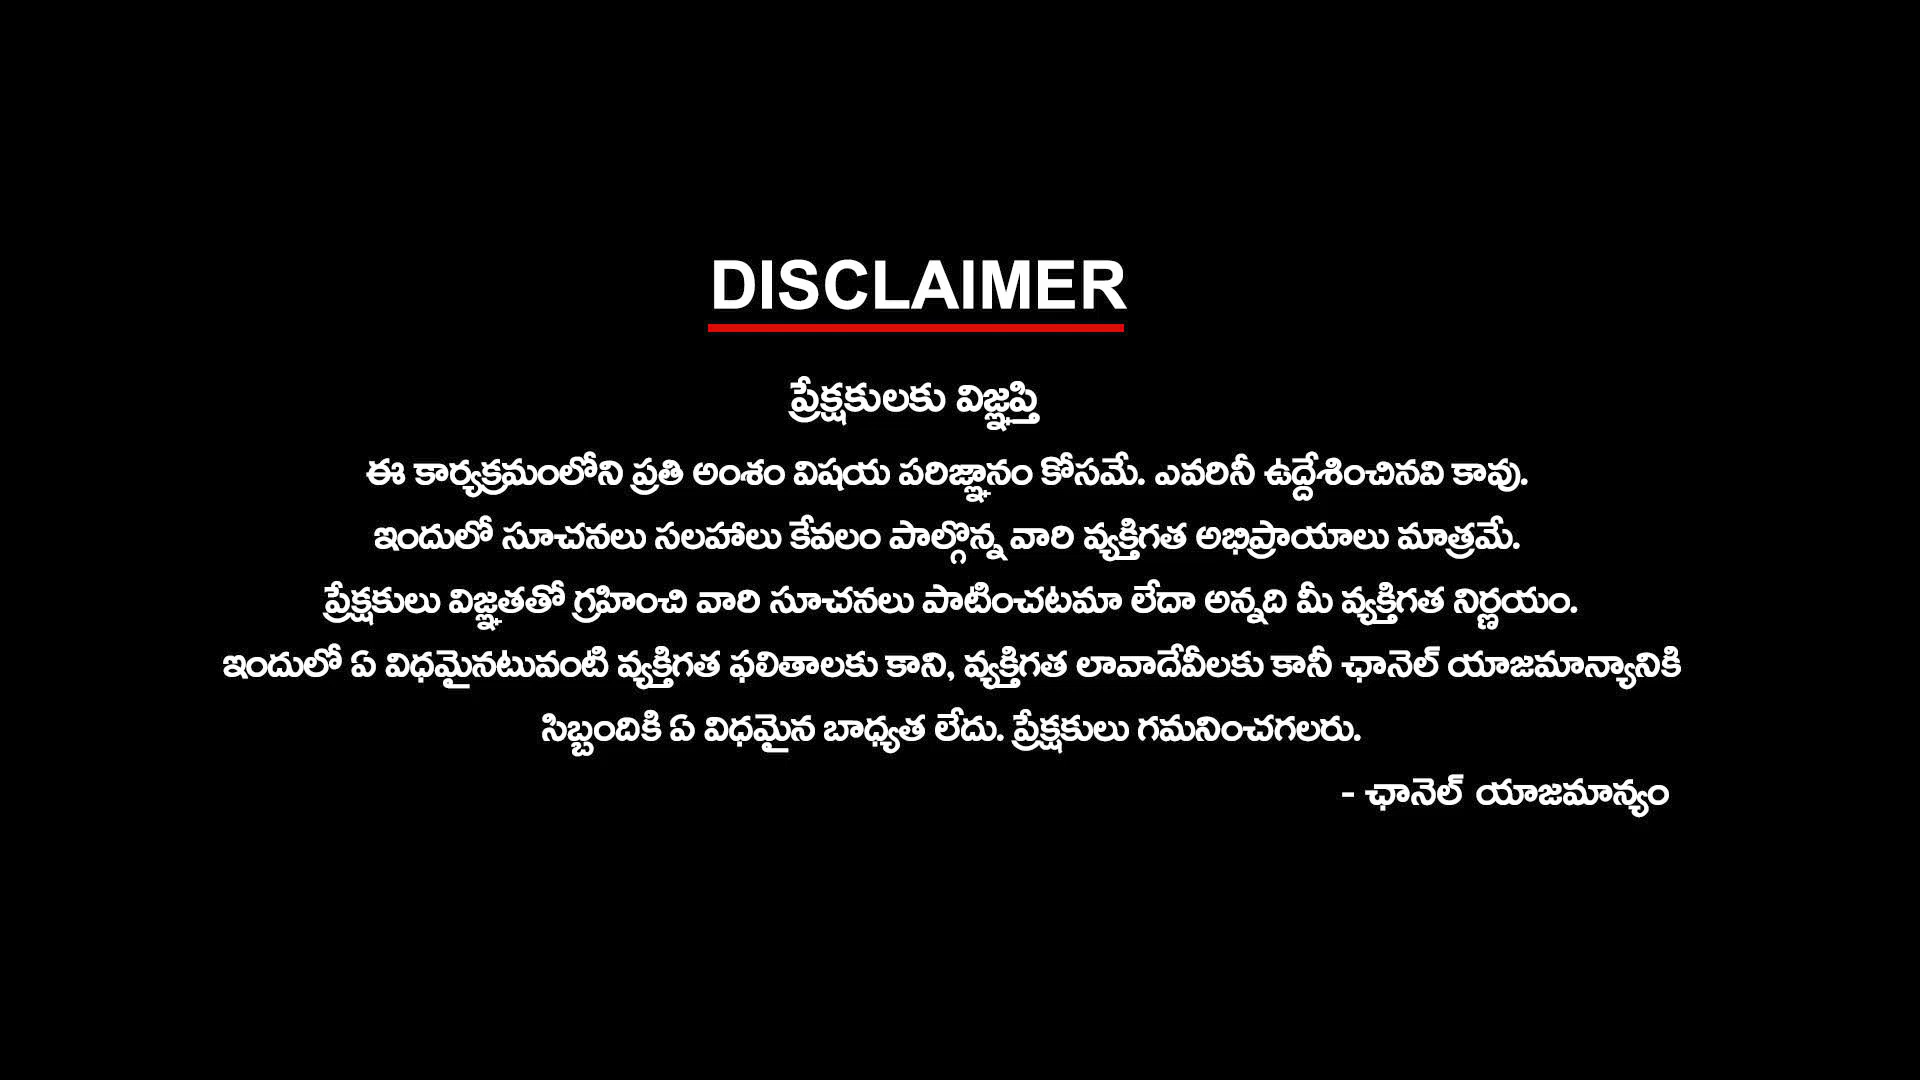 DISCLAIMER
ప్రేక్షకులకు విజ్ఞప్తి
ఈ కార్యక్రమంలోని ప్రతి అంశం విషయ పరిజ్ఞానం కోసమే. ఎవరినీ ఉద్దేశించినవి కావు.
ఇందులో సూచనలు సలహాలు కేవలం పాల్గొన్న వారి వ్యక్తిగత అభిప్రాయాలు మాత్రమే.
ప్రేక్షకులు విజ్ఞతతో గ్రహించి వారి సూచనలు పాటించటమా లేదా అన్నది మీ వ్యక్తిగత నిర్ణయం.
ఇందులో ఏ విధమైనటువంటి వ్యక్తిగత ఫలితాలకు కాని, వ్యక్తిగత లావాదేవీలకు కానీ ఛానెల్ యాజమాన్యానికి
సిబ్బందికి ఏ విధమైన బాధ్యత లేదు. ప్రేక్షకులు గమనించగలరు.
- ఛానెల్ యాజమాన్యం